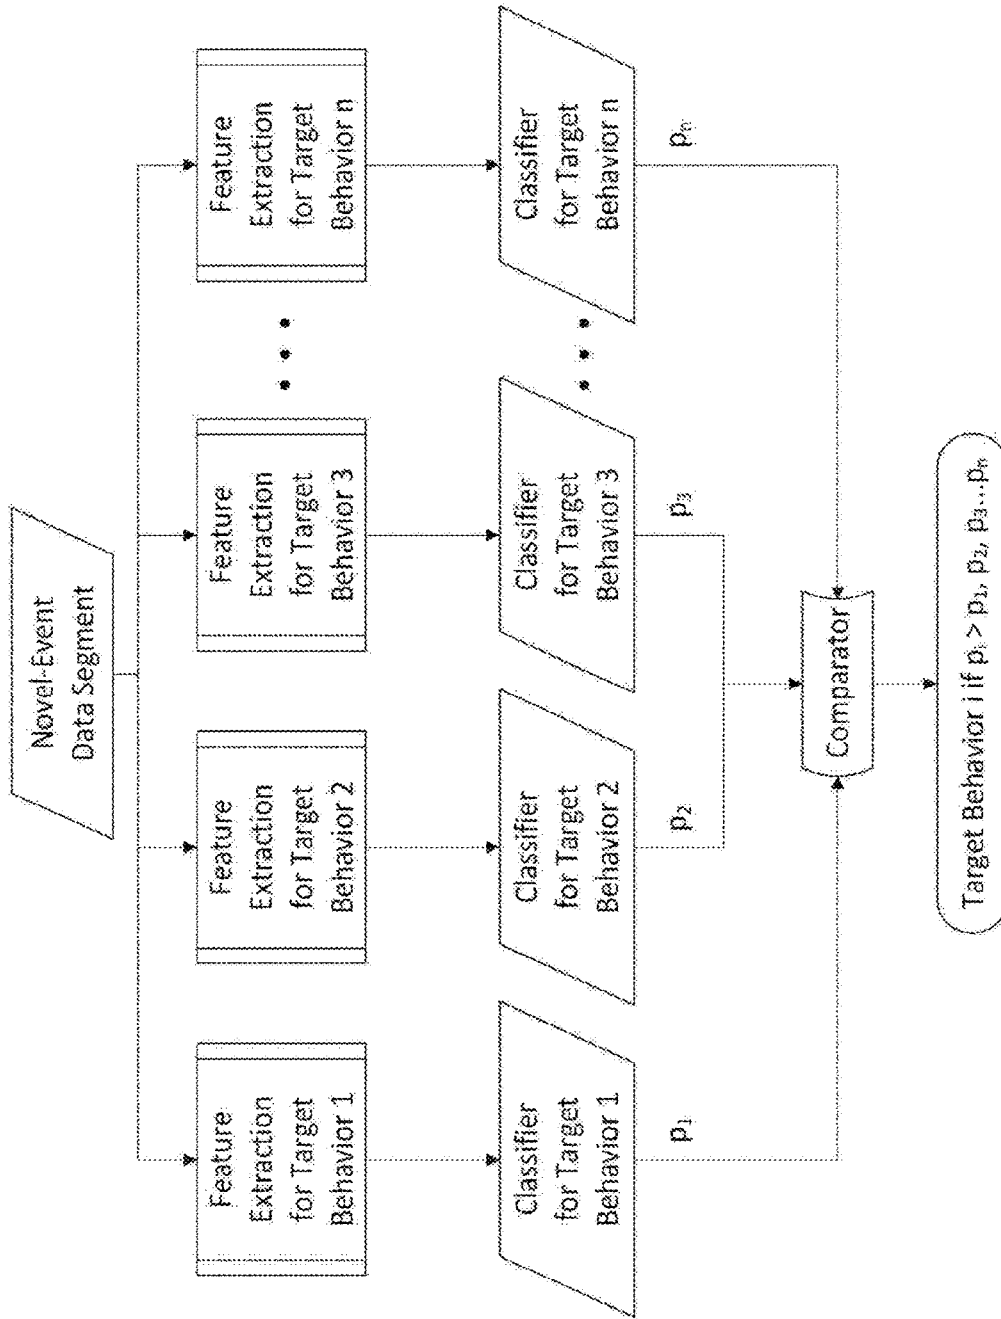 Novel-Event
Data Segment
Feature
Extraction
for Target
Behavior 1
Feature
Extraction
for Target
Behavior 2
Feature
Extraction
for Target
Behavior 3
Feature
Extraction
for Target
Behavior n
Classifier
for Target
Behavior 1
Classifier
for Target
Behavior 2
Classifier
for Target
Behavior 3
Classifier
for Target
Behavior n
p₁
p₂
p₃
pₙ
Comparator
Target Behavior i if pᵢ > p₁, p₂, p₃...pₙ